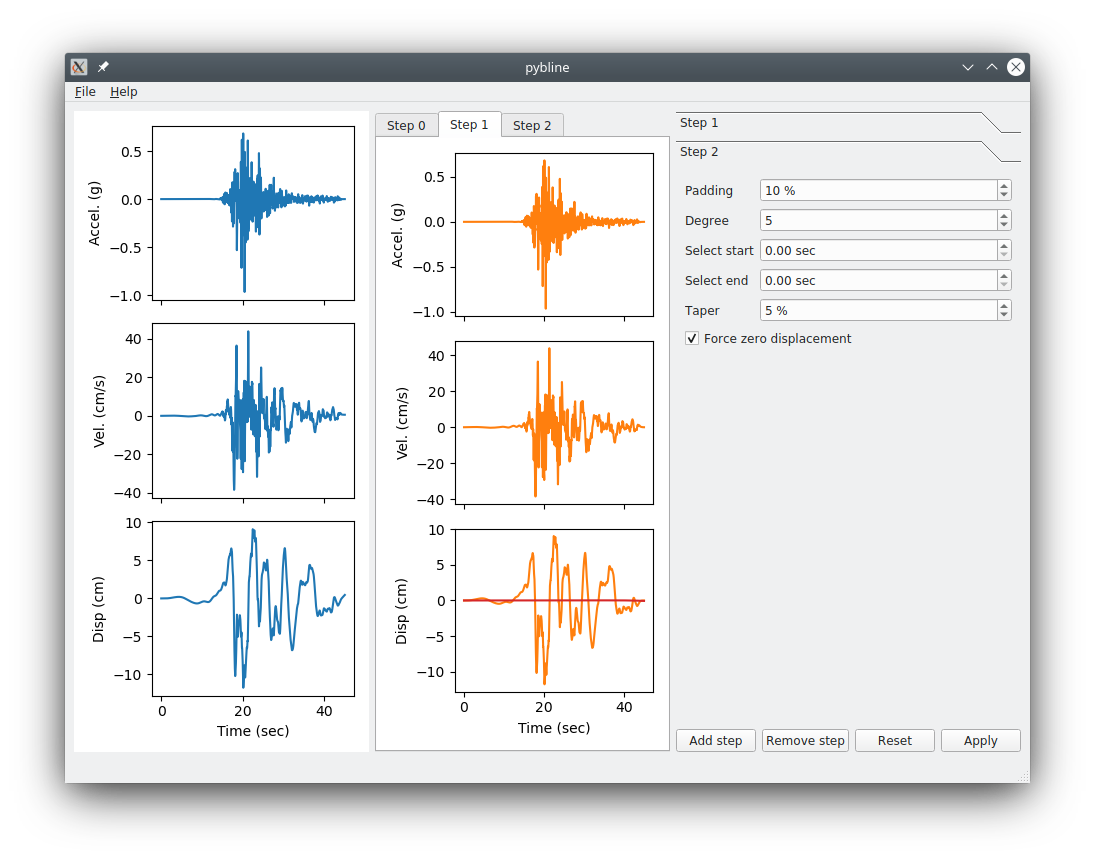 pybline
File Help
0.5
0.0
−0.5
−1.0
Accel. (g)
40
20
0
−20
−40
Vel. (cm/s)
10
5
0
−5
−10
Disp (cm)
0 20 40
Time (sec)
Step 0 Step 1 Step 2
0.5
0.0
−0.5
−1.0
Accel. (g)
40
20
0
−20
−40
Vel. (cm/s)
10
5
0
−5
−10
Disp (cm)
0 20 40
Time (sec)
Step 1
Step 2
Padding 10 %
Degree 5
Select start 0.00 sec
Select end 0.00 sec
Taper 5 %
Force zero displacement
Add step Remove step Reset Apply